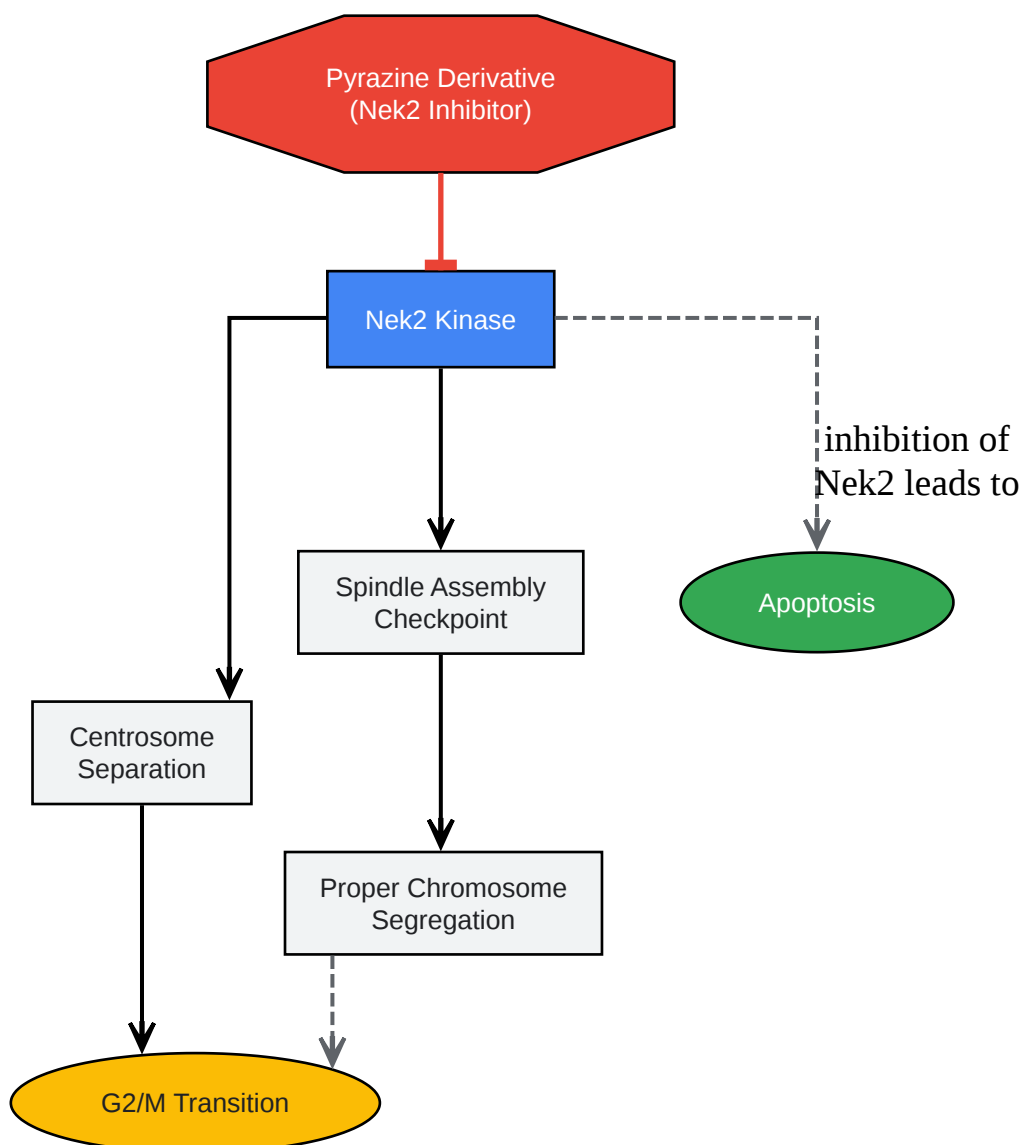 Pyrazine Derivative
(Nek2 Inhibitor)
Nek2 Kinase
inhibition of
Nek2 leads to
Spindle Assembly
Checkpoint
Apoptosis
Centrosome
Separation
Proper Chromosome
Segregation
G2/M Transition